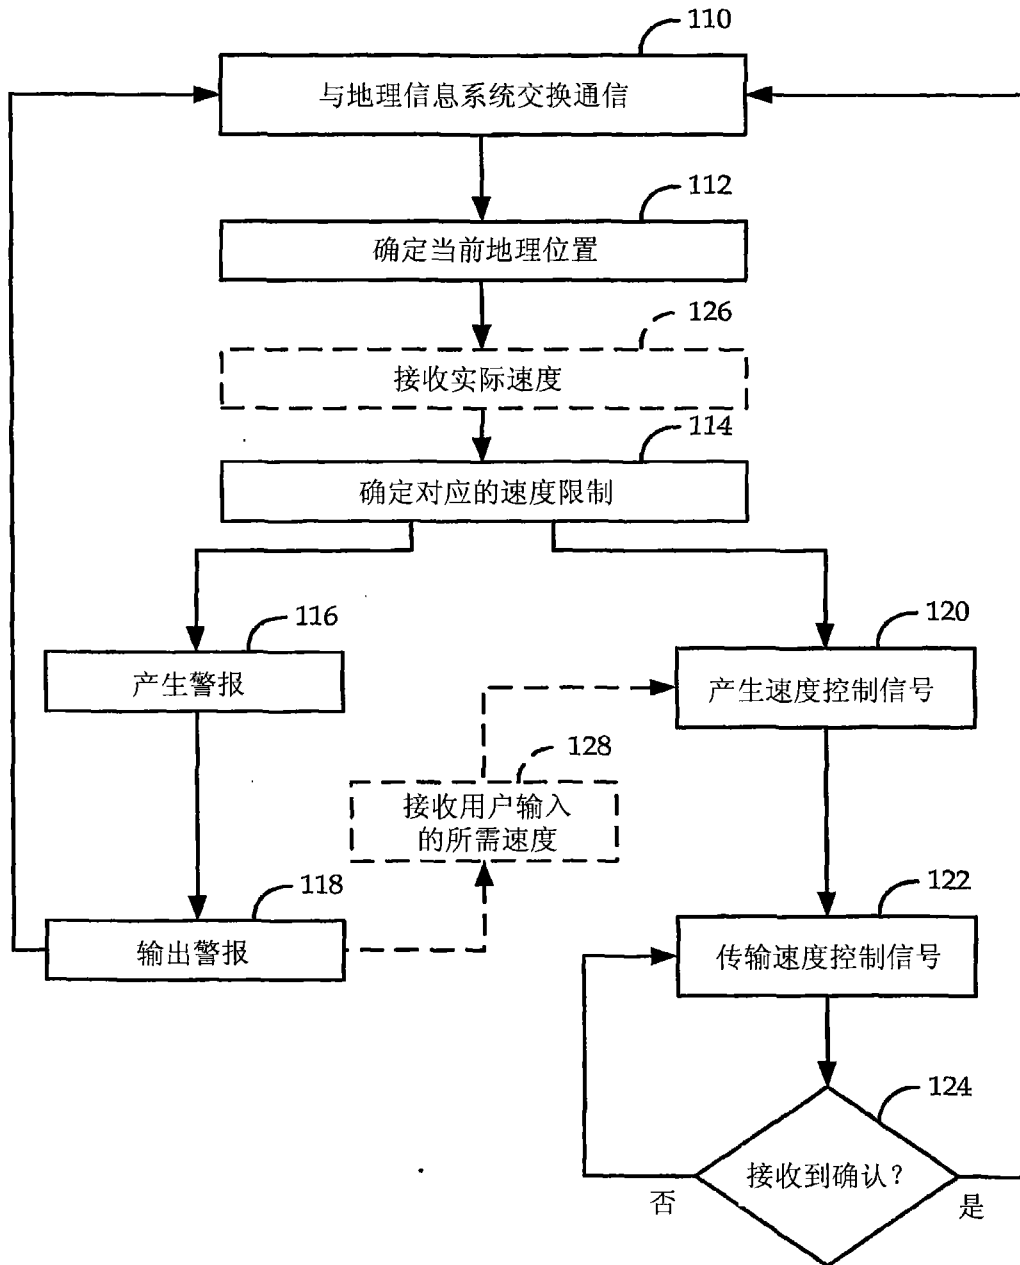 110
与地理信息系统交换通信
112
确定当前地理位置
126
接收实际速度
114
确定对应的速度限制
116
产生警报
120
产生速度控制信号
128
接收用户输入
的所需速度
118
输出警报
122
传输速度控制信号
124
接收到确认?
否
是